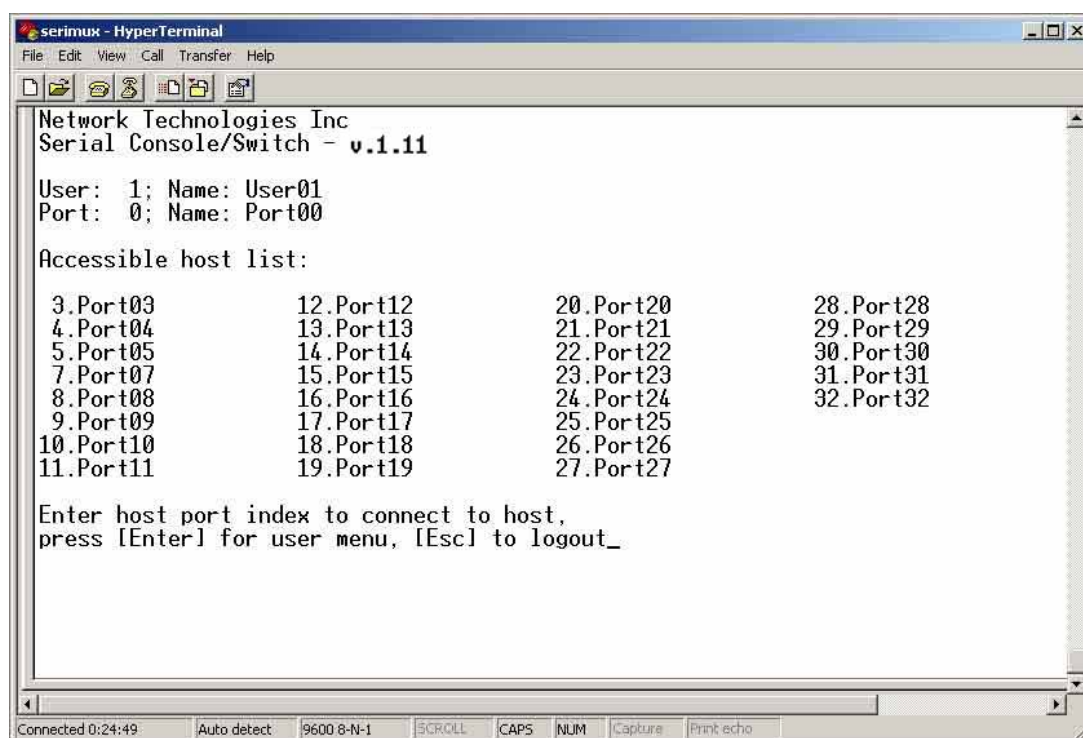 serimux - HyperTerminal
File Edit View Call Transfer Help
Network Technologies Inc
Serial Console/Switch - v.1.11
User: 1; Name: User01
Port: 0; Name: Port00
Accessible host list:
3.Port03 12.Port12 20.Port20 28.Port28
4.Port04 13.Port13 21.Port21 29.Port29
5.Port05 14.Port14 22.Port22 30.Port30
7.Port07 15.Port15 23.Port23 31.Port31
8.Port08 16.Port16 24.Port24 32.Port32
9.Port09 17.Port17 25.Port25
10.Port10 18.Port18 26.Port26
11.Port11 19.Port19 27.Port27
Enter host port index to connect to host,
press [Enter] for user menu, [Esc] to logout_
Connected 0:24:49 Auto detect 9600 8-N-1 SCROLL CAPS NUM Capture Print echo